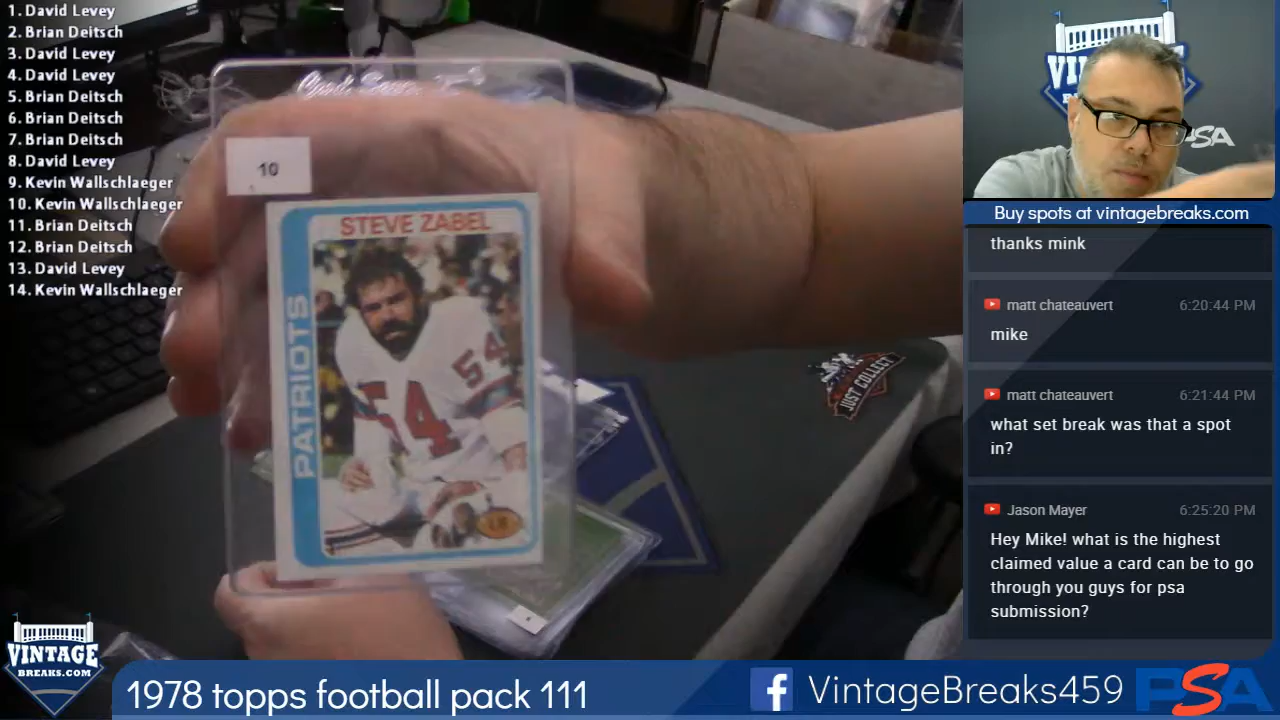 1. David Levey
2. Brian Deitsch
3. David Levey
4. David Levey
5. Brian Deitsch
6. Brian Deitsch
7. Brian Deitsch
8. David Levey
9. Kevin Wallschlaeger
10. Kevin Wallschlaeger
11. Brian Deitsch
12. Brian Deitsch
13. David Levey
14. Kevin Wallschlaeger
10
STEVE ZABEL
PATRIOTS
54
54
LB
JUST COLLECT
PSA
Buy spots at vintagebreaks.com
thanks mink
matt chateauvert 6:20:44 PM
mike
matt chateauvert 6:21:44 PM
what set break was that a spot
in?
Jason Mayer 6:25:20 PM
Hey Mike! what is the highest
claimed value a card can be to go
through you guys for psa
submission?
VINTAGE
BREAKS.COM
1978 topps football pack 111
f VintageBreaks459
PSA